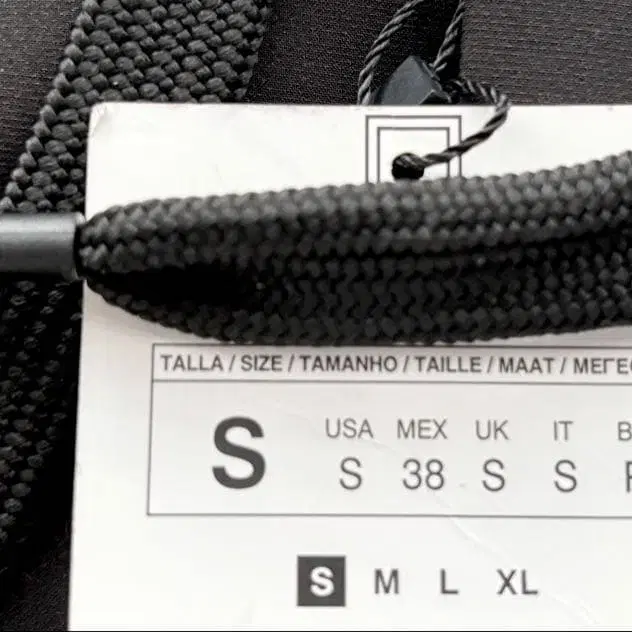 TALLA / SIZE / TAMANHO / TAILLE / MAAT / ΜΕΓΕ
USA MEX UK IT B
S S 38 S S
S M L XL